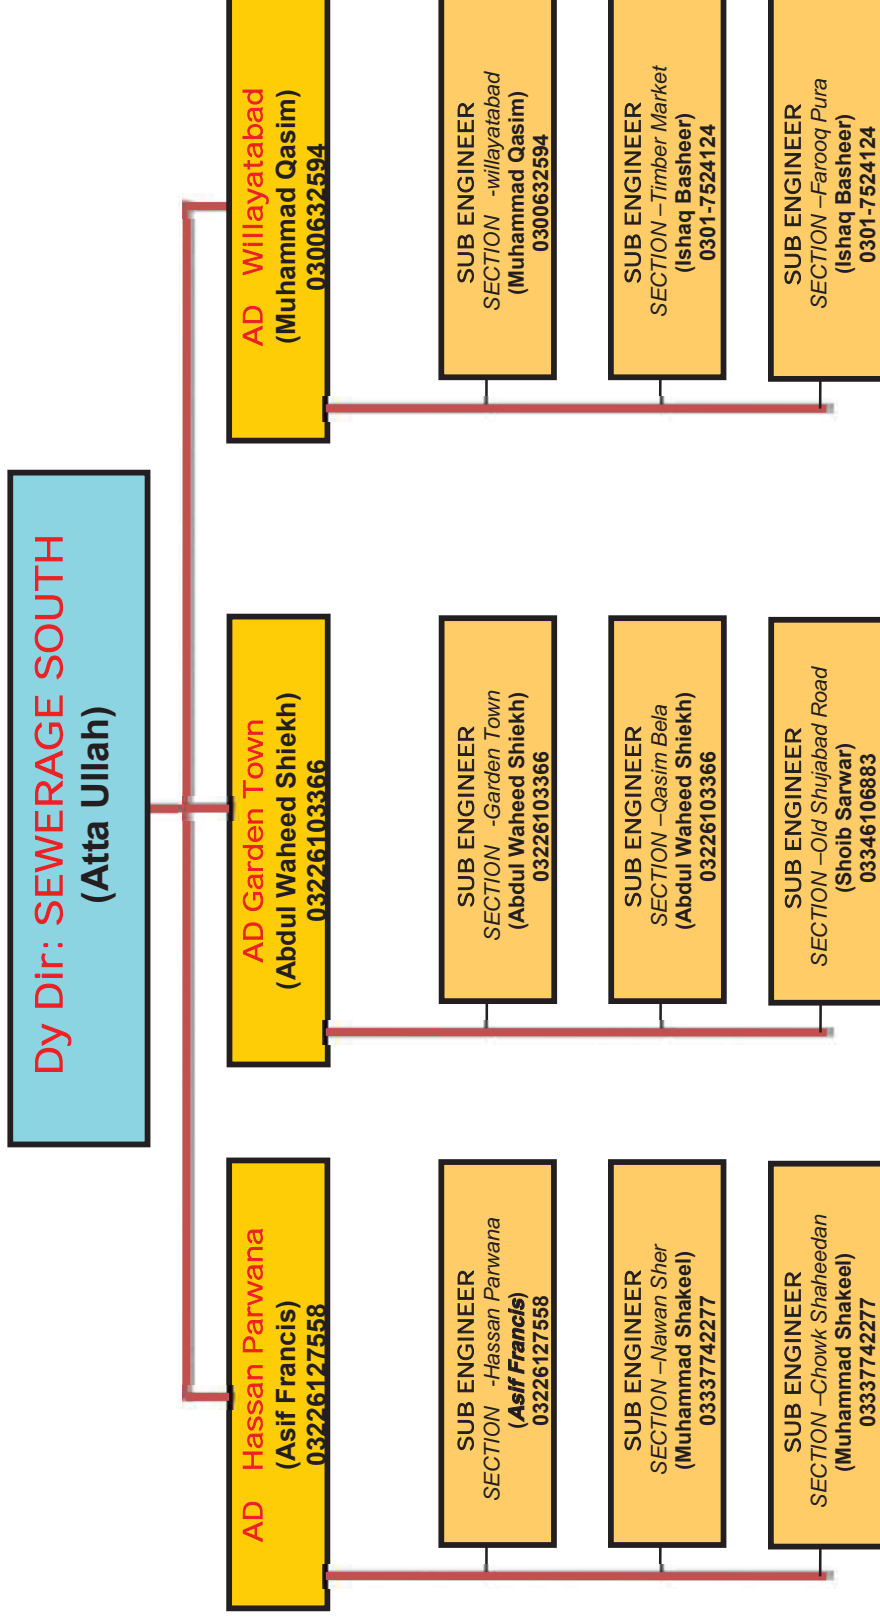 Dy Dir: SEWERAGE SOUTH
(Atta Ullah)
AD Hassan Parwana
(Asif Francis)
03226127558
SUB ENGINEER
SECTION -Hassan Parwana
(Asif Francis)
03226127558
SUB ENGINEER
SECTION –Nawan Sher
(Muhammad Shakeel)
03337742277
SUB ENGINEER
SECTION –Chowk Shaheedan
(Muhammad Shakeel)
03337742277
AD Garden Town
(Abdul Waheed Shiekh)
03226103366
SUB ENGINEER
SECTION -Garden Town
(Abdul Waheed Shiekh)
03226103366
SUB ENGINEER
SECTION –Qasim Bela
(Abdul Waheed Shiekh)
03226103366
SUB ENGINEER
SECTION –Old Shujabad Road
(Shoib Sarwar)
03346106883
AD Willayatabad
(Muhammad Qasim)
0300632594
SUB ENGINEER
SECTION -willayatabad
(Muhammad Qasim)
0300632594
SUB ENGINEER
SECTION –Timber Market
(Ishaq Basheer)
0301-7524124
SUB ENGINEER
SECTION –Farooq Pura
(Ishaq Basheer)
0301-7524124